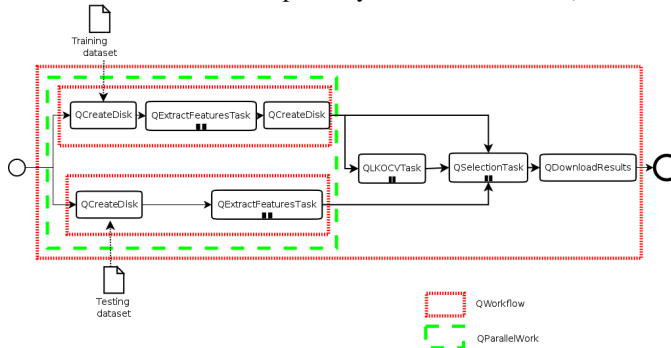 Training
dataset
QCreateDisk
QExtractFeaturesTask
QCreateDisk
QLKOCVTask
QSelectionTask
QDownloadResults
QCreateDisk
QExtractFeaturesTask
Testing
dataset
QWorkflow
QParallelWork